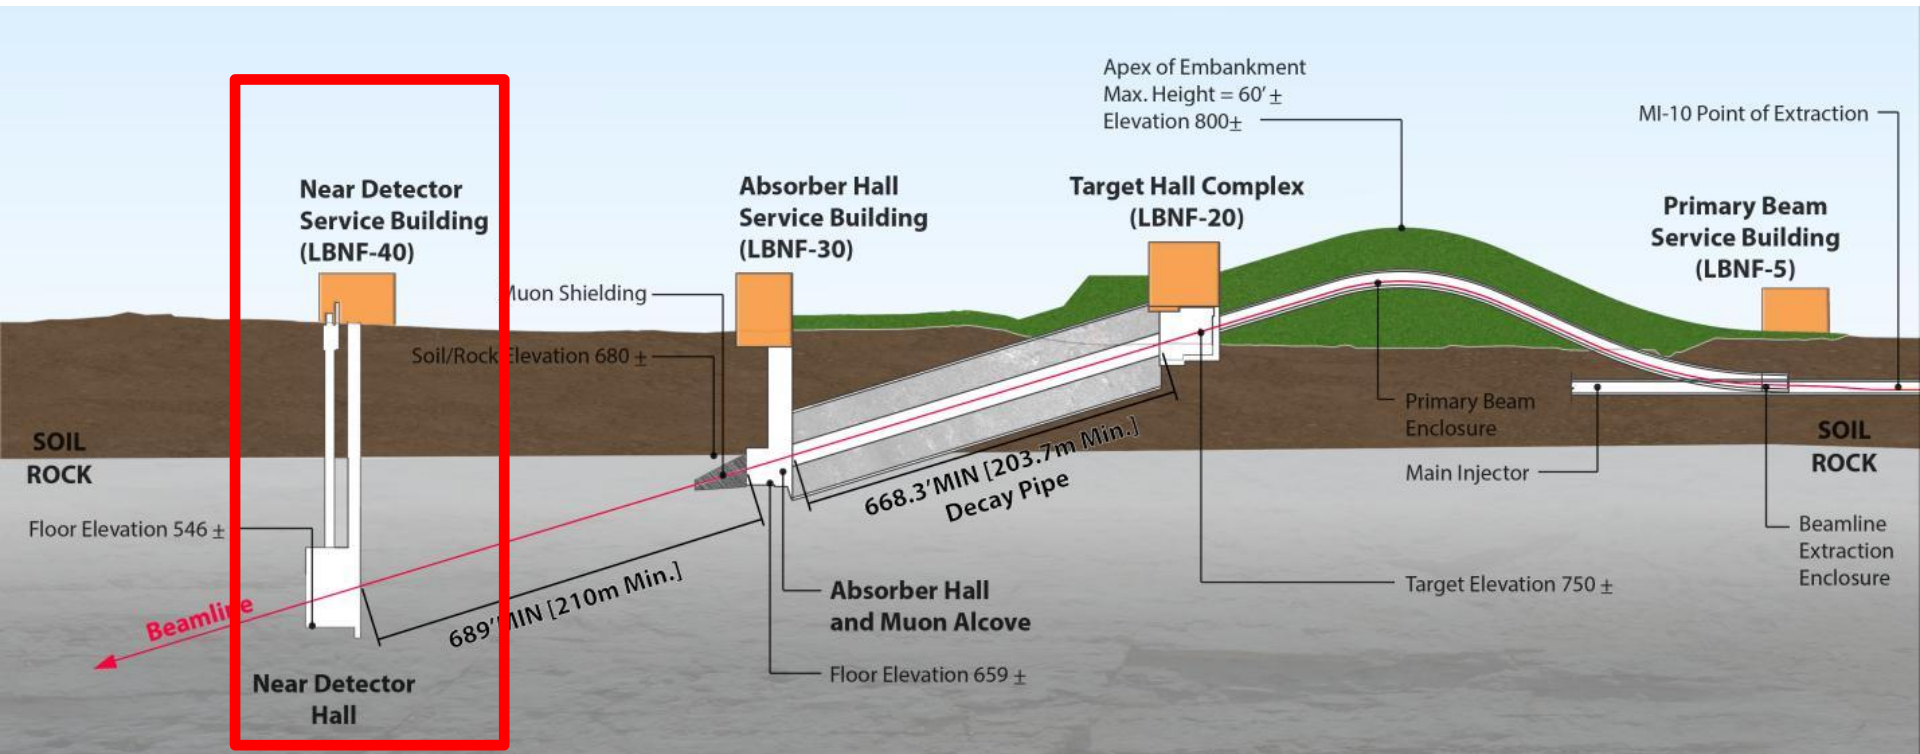 Apex of Embankment
Max. Height = 60' ±
Elevation 800±
MI-10 Point of Extraction
Near Detector
Service Building
(LBNF-40)
Absorber Hall
Service Building
(LBNF-30)
Target Hall Complex
(LBNF-20)
Primary Beam
Service Building
(LBNF-5)
Muon Shielding
Soil/Rock Elevation 680 ±
SOIL
ROCK
Primary Beam
Enclosure
Main Injector
SOIL
ROCK
668.3'MIN [203.7m Min.]
Decay Pipe
Floor Elevation 546 ±
Beamline
Extraction
Enclosure
689'MIN [210m Min.]
Target Elevation 750 ±
Absorber Hall
and Muon Alcove
Beamline
Floor Elevation 659 ±
Near Detector
Hall